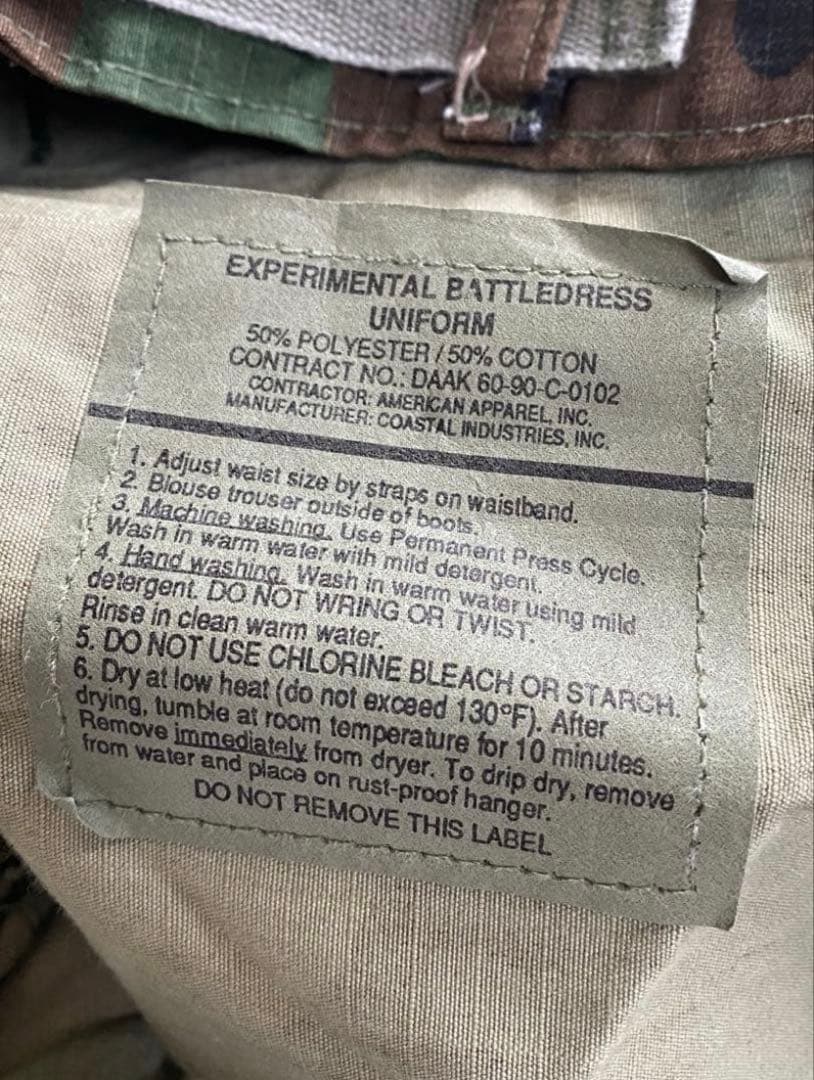 EXPERIMENTAL BATTLEDRESS
UNIFORM
50% POLYESTER / 50% COTTON
CONTRACT NO.: DAAK 60-90-C-0102
CONTRACTOR: AMERICAN APPAREL, INC.
MANUFACTURER: COASTAL INDUSTRIES, INC.
1. Adjust waist size by straps on waistband.
2. Blouse trouser outside of boots.
3. Machine washing. Use Permanent Press Cycle.
Wash in warm water with mild detergent.
4. Hand washing. Wash in warm water using mild
detergent. DO NOT WRING OR TWIST.
Rinse in clean warm water.
5. DO NOT USE CHLORINE BLEACH OR STARCH.
6. Dry at low heat (do not exceed 130°F). After
drying, tumble at room temperature for 10 minutes.
Remove immediately from dryer. To drip dry, remove
from water and place on rust-proof hanger.
DO NOT REMOVE THIS LABEL